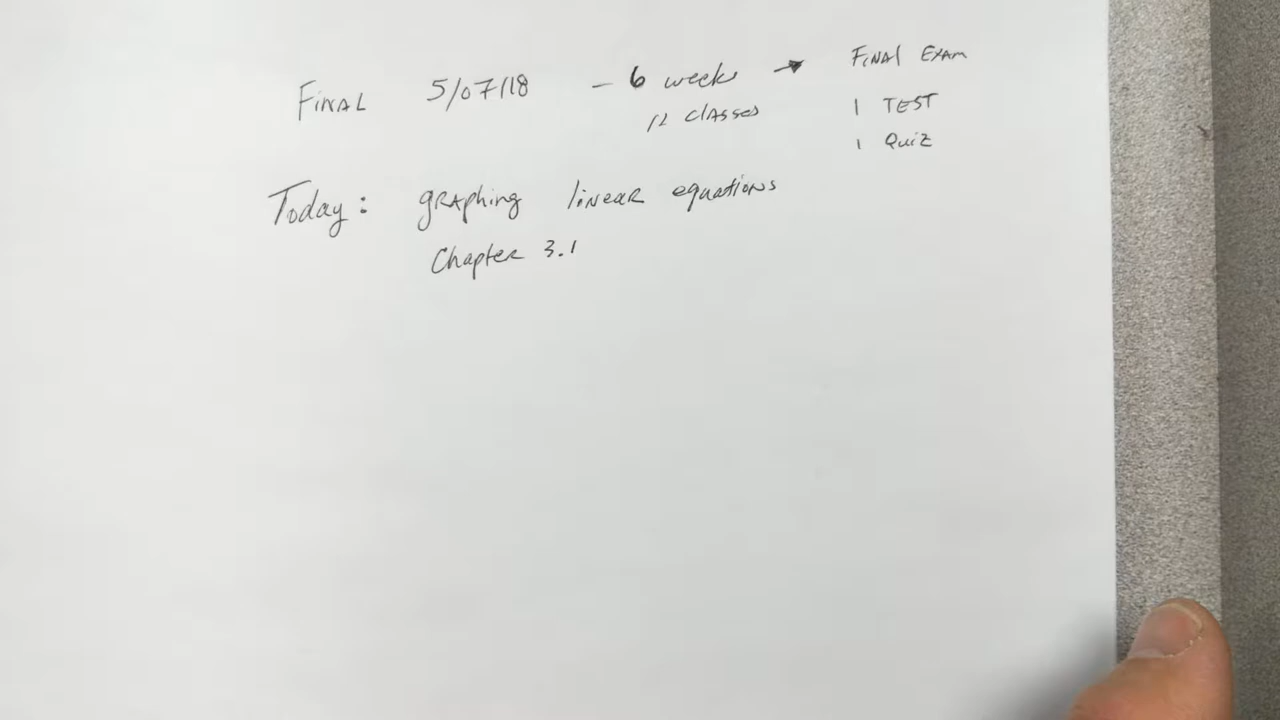 Final 5/07/18 - 6 weeks → Final Exam
12 classes 1 TEST
1 Quiz
Today: graphing linear equations
Chapter 3.1